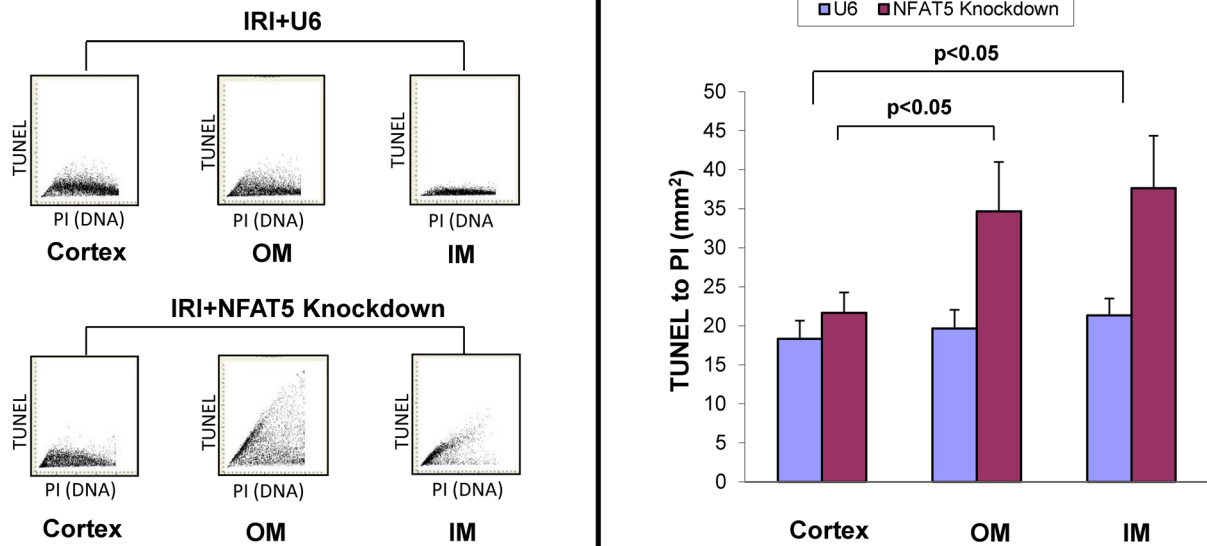 IRI+U6
TUNEL
TUNEL
TUNEL
PI (DNA)
PI (DNA)
PI (DNA
Cortex
OM
IM
IRI+NFAT5 Knockdown
TUNEL
TUNEL
TUNEL
PI (DNA)
PI (DNA)
PI (DNA)
Cortex
OM
IM
U6 NFAT5 Knockdown
p<0.05
p<0.05
TUNEL to PI (mm²)
50
45
40
35
30
25
20
15
10
5
0
Cortex
OM
IM